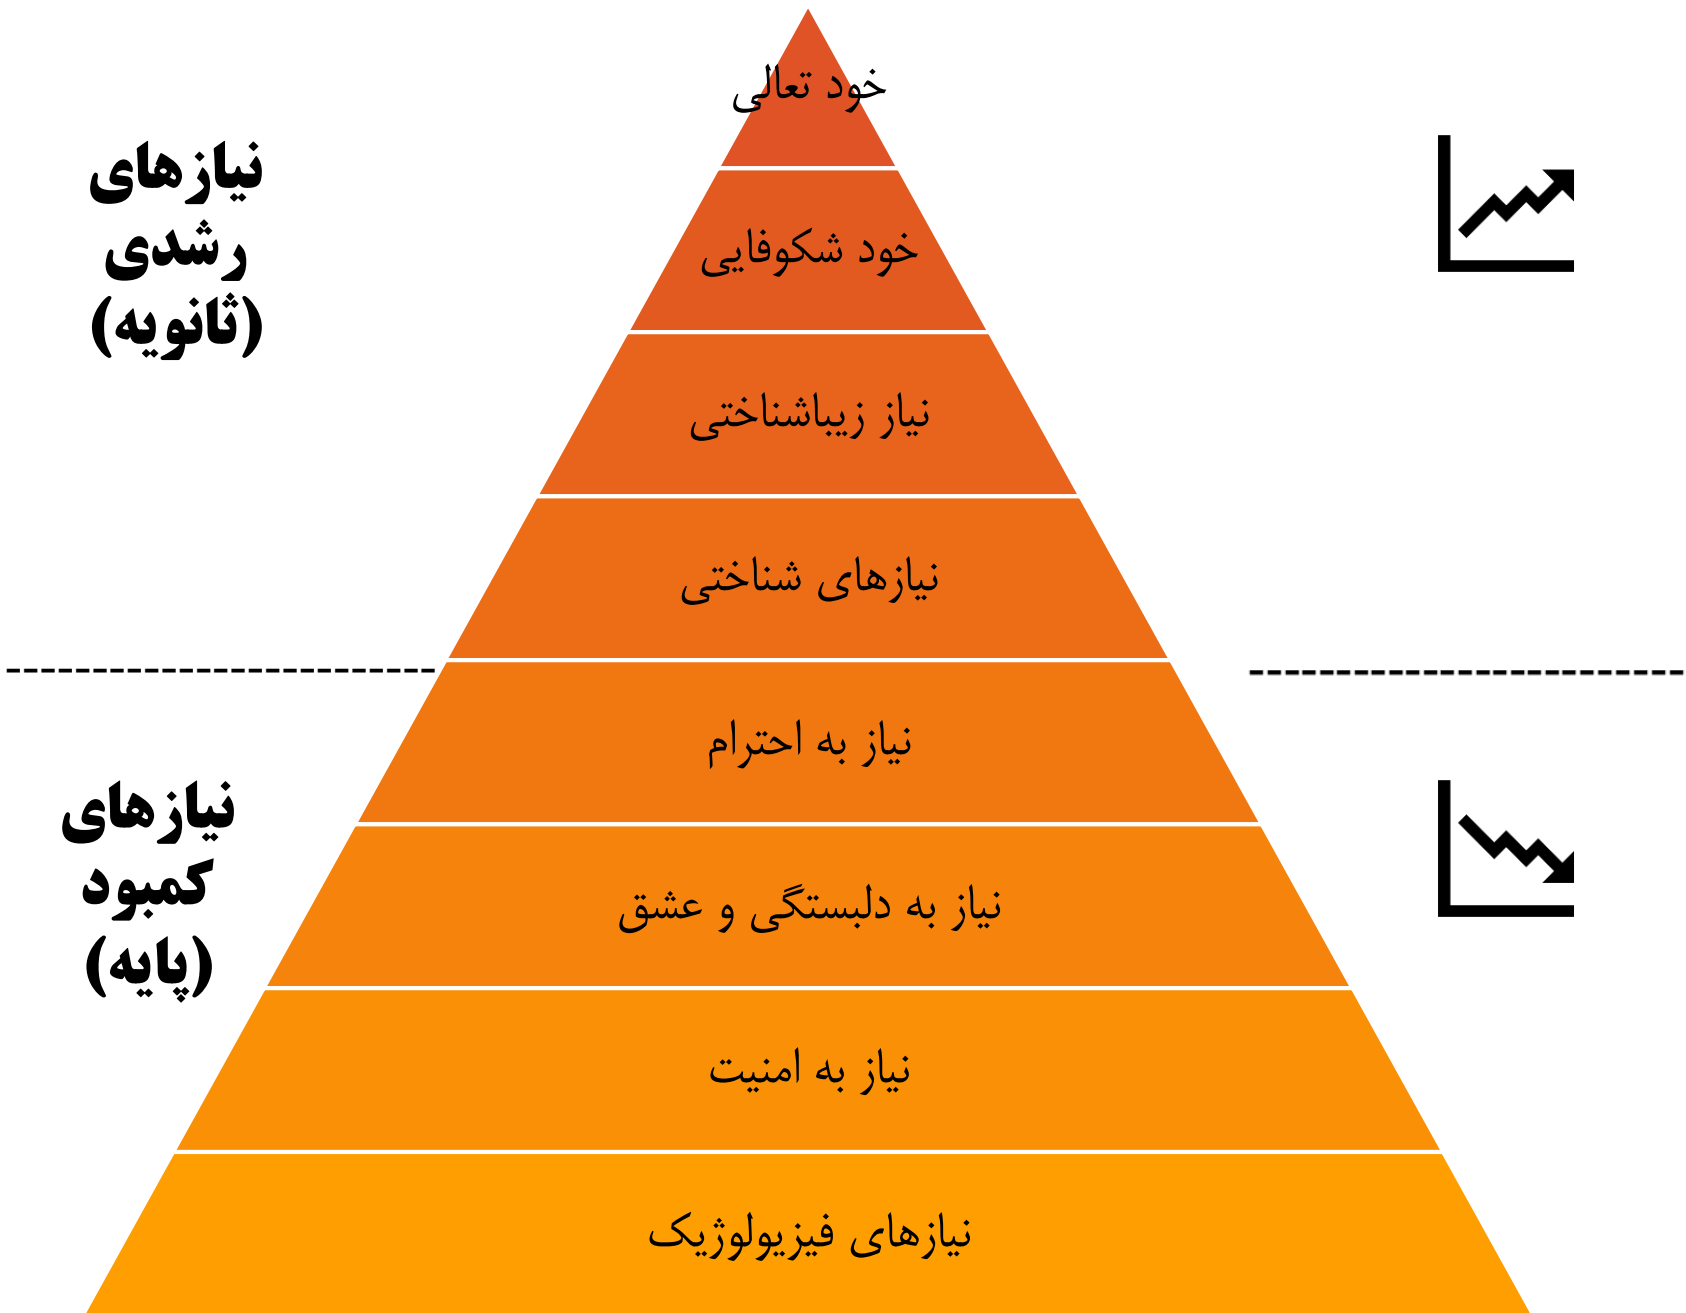 خود تعالی
خود شکوفایی
نیاز زیباشناختی
نیازهای شناختی
نیاز به احترام
نیاز به دلبستگی و عشق
نیاز به امنیت
نیازهای فیزیولوژیک
نیازهای
رشدی
(ثانویه)
نیازهای
کمبود
(پایه)